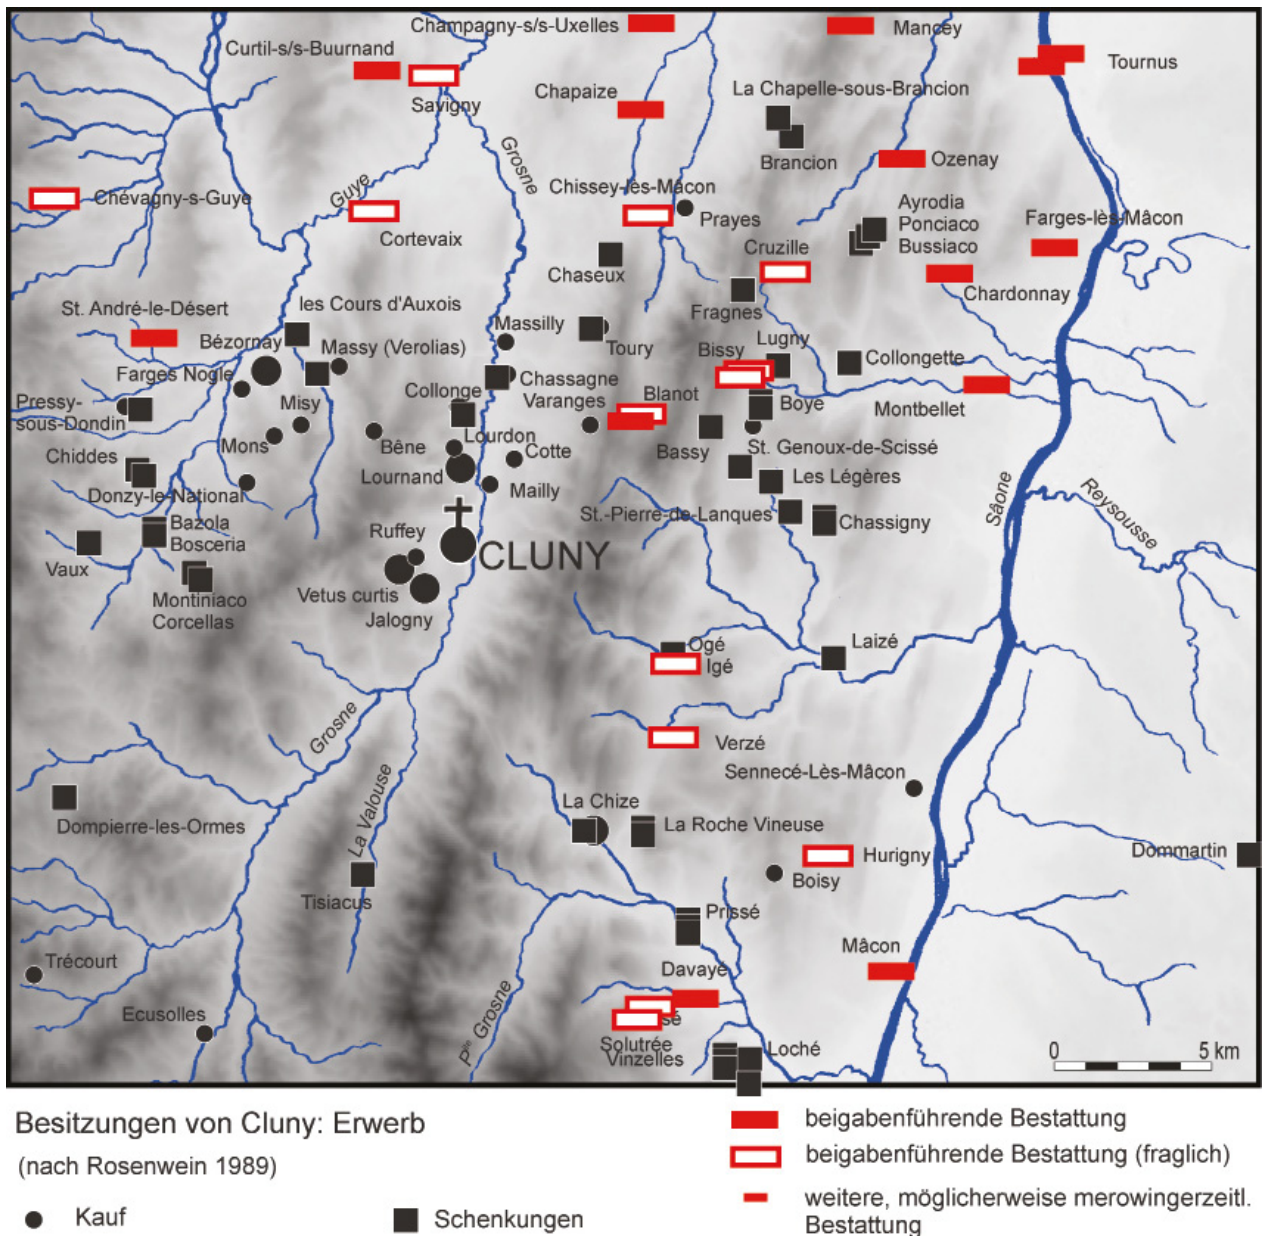 Champagny-s/s-Uxelles
Mancey
Curtil-s/s-Buurnand
Tournus
Savigny
Chapaize
La Chapelle-sous-Brancion
Brancion
Grosne
Ozenay
Chevagny-s-Guye
Guye
Chissey-lès-Macon
Prayes
Ayrodia
Ponciaco
Bussiaco
Farges-lès-Mâcon
Cortevaix
Chaseux
Cruzille
Chardonnay
Fragnes
St. André-le-Désert
les Cours d'Auxois
Bézornay
Massilly
Toury
Lugny
Bissy
Massy (Verolias)
Collongette
Farges Nogle
Collonge
Chassagne
Varanges
Blanot
Boye
Montbellet
Pressy-
sous-Dondin
Misy
Mons
Bêne
Lourdon
Cotte
Bassy
St. Genoux-de-Scissé
Chiddes
Lournand
Mailly
Les Légères
Donzy-le-National
Saône
Reysousse
St.-Pierre-de-Lanques
Chassigny
Bazola
Bosceria
Ruffey
CLUNY
Vaux
Vetus curtis
Jalogny
Montiniaco
Corcellas
Ogé
Igé
Laizé
Grosne
Verzé
Sennecé-Lès-Mâcon
La Valouse
La Chize
La Roche Vineuse
Dompierre-les-Ormes
Hurigny
Boisy
Dommartin
Tisiacus
Prissé
Mâcon
Trécourt
Davayé
Ecusolles
Pite Grosne
Solutrée
Vinzelles
Loché
0
5 km
Besitzungen von Cluny: Erwerb
(nach Rosenwein 1989)
Kauf
Schenkungen
beigabenführende Bestattung
beigabenführende Bestattung (fraglich)
weitere, möglicherweise merowingerzeitl.
Bestattung